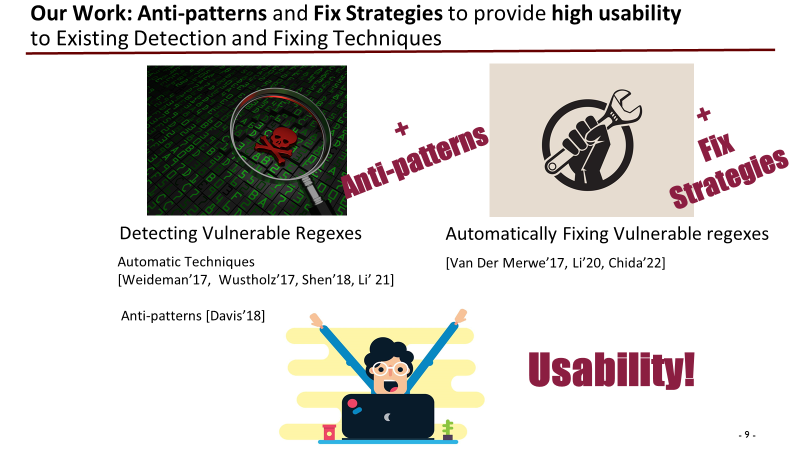 Our Work: Anti-patterns and Fix Strategies to provide high usability
to Existing Detection and Fixing Techniques
+
Anti-patterns
+
Fix
Strategies
Detecting Vulnerable Regexes
Automatic Techniques
[Weideman’17, Wustholz’17, Shen’18, Li’ 21]
Anti-patterns [Davis’18]
Automatically Fixing Vulnerable regexes
[Van Der Merwe’17, Li’20, Chida’22]
Usability!
- 9 -